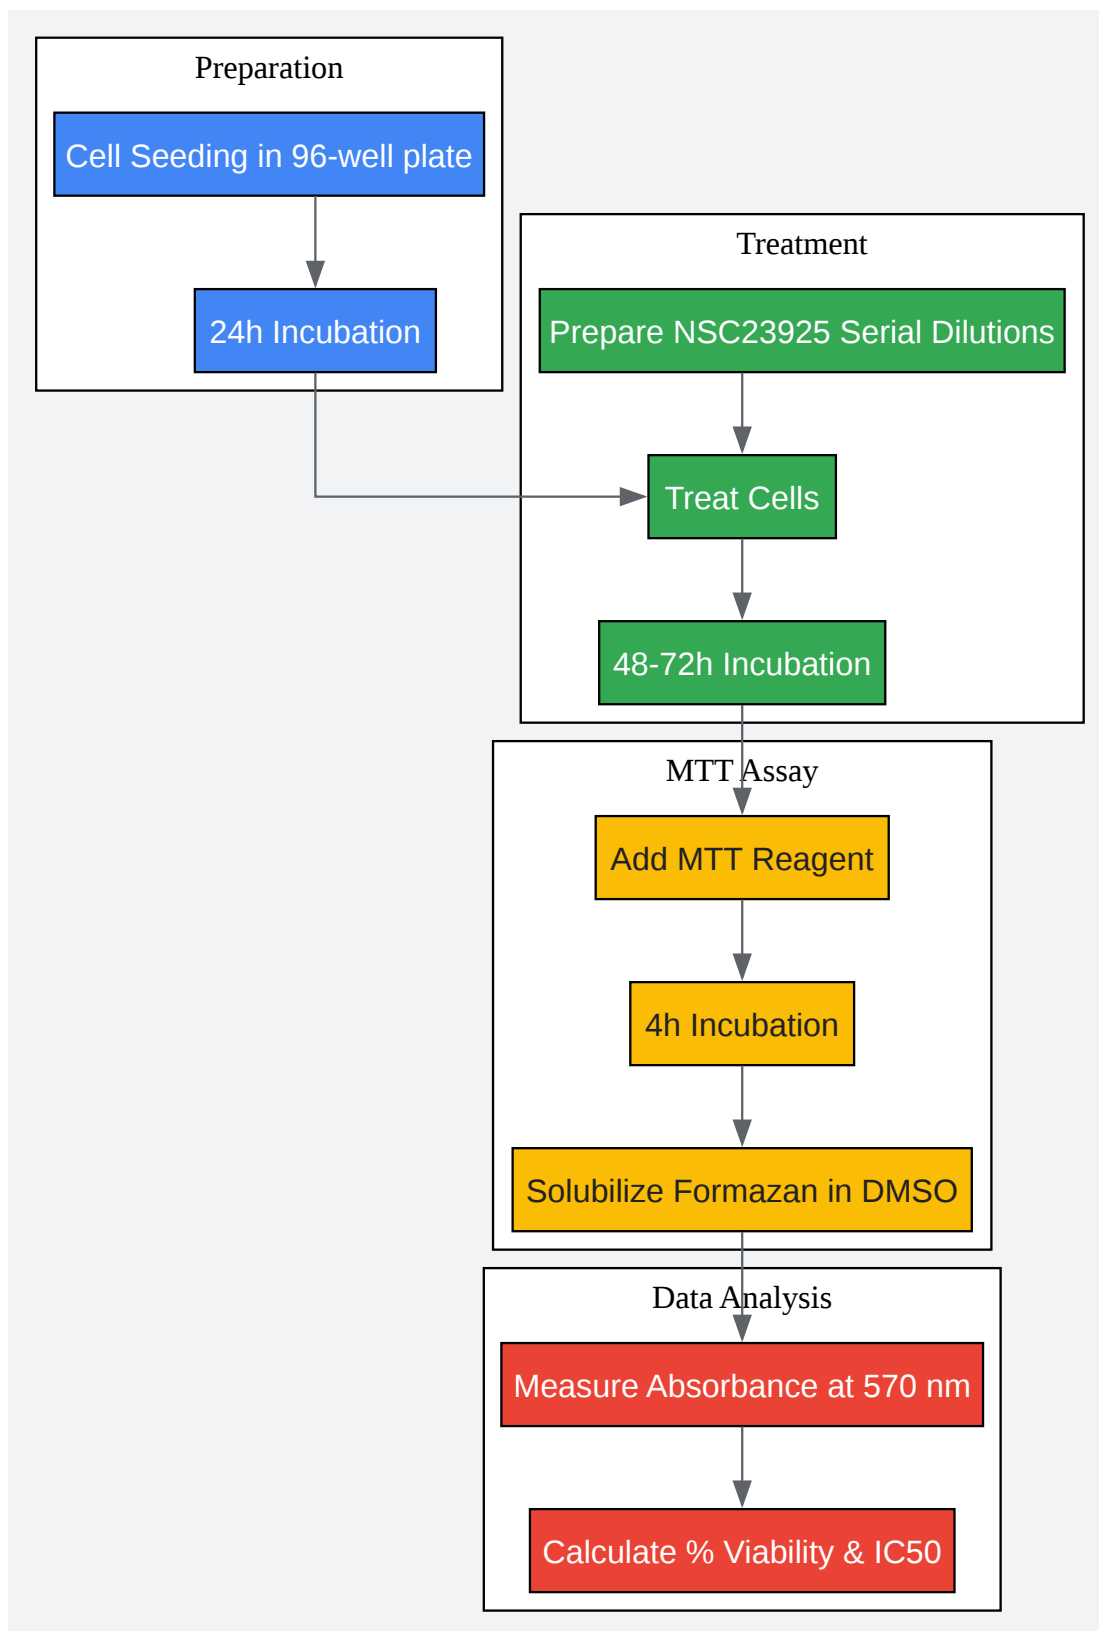 Preparation
Cell Seeding in 96-well plate
24h Incubation
Treatment
Prepare NSC23925 Serial Dilutions
Treat Cells
48-72h Incubation
MTT Assay
Add MTT Reagent
4h Incubation
Solubilize Formazan in DMSO
Data Analysis
Measure Absorbance at 570 nm
Calculate % Viability & IC50